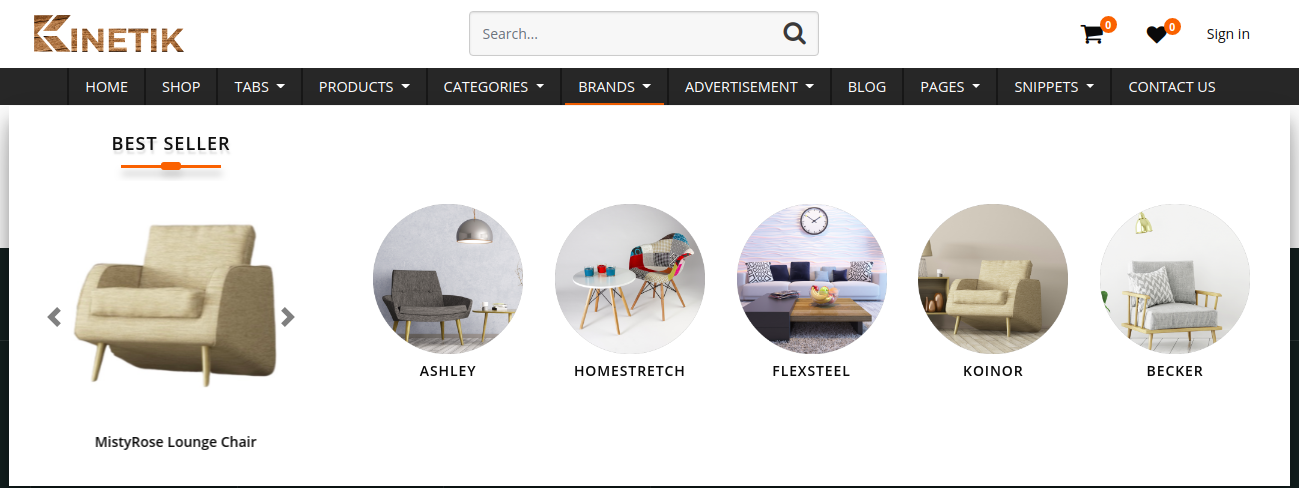 KINETIK
Search...
0
0
Sign in
HOME SHOP TABS PRODUCTS CATEGORIES BRANDS ADVERTISEMENT BLOG PAGES SNIPPETS CONTACT US
BEST SELLER
ASHLEY HOMESTRETCH FLEXSTEEL KOINOR BECKER
MistyRose Lounge Chair